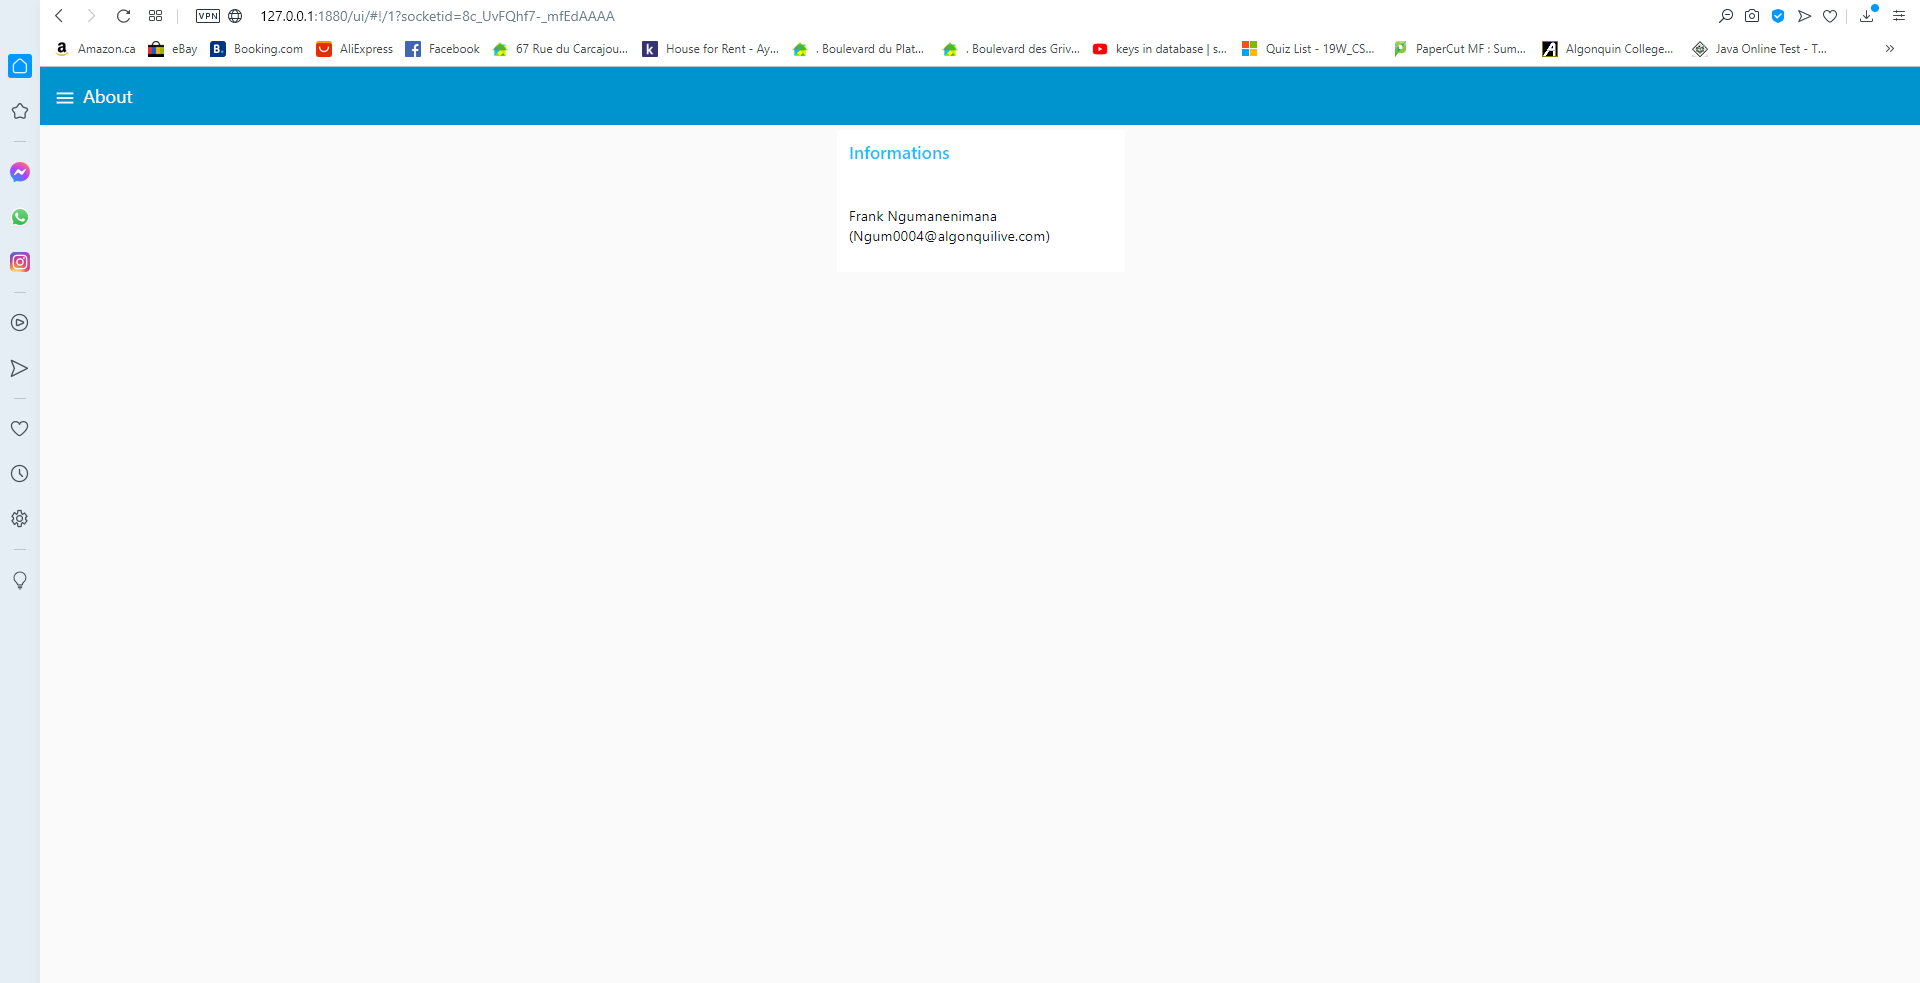 VPN
127.0.0.1:1880/ui/#!/1?socketid=8c_UvFQhf7-_mfEdAAAA
a Amazon.ca eBay B. Booking.com AliExpress Facebook 67 Rue du Carcajou... k House for Rent - Ay... . Boulevard du Plat... . Boulevard des Griv... keys in database | s... Quiz List - 19W_CS... PaperCut MF : Sum... A Algonquin College... Java Online Test - T... »
About
Informations
Frank Ngumanenimana
(Ngum0004@algonquilive.com)